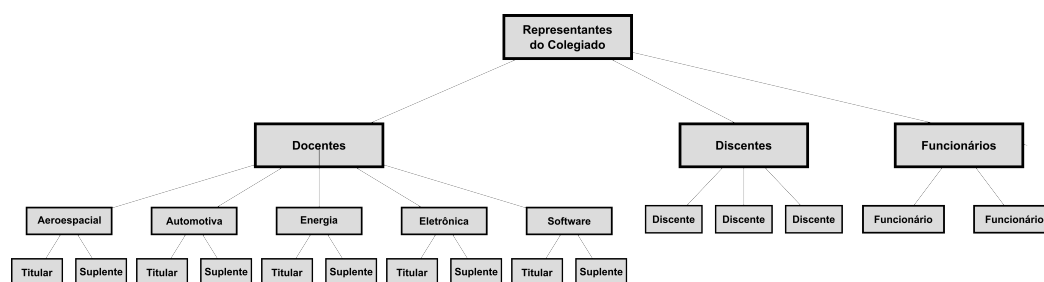 Representantes
do Colegiado
Docentes
Discentes
Funcionários
Aeroespacial
Automotiva
Energia
Eletrônica
Software
Discente
Discente
Discente
Funcionário
Funcionário
Titular
Suplente
Titular
Suplente
Titular
Suplente
Titular
Suplente
Titular
Suplente